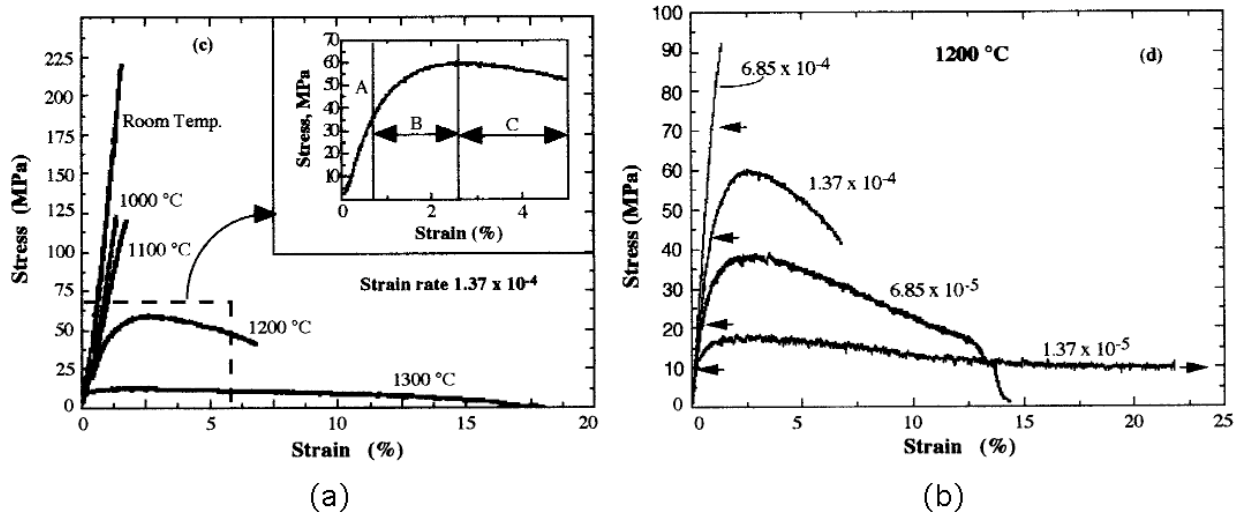 (c)
225
200
175
150
125
100
75
50
25
0
Stress (MPa)
Room Temp.
1000 °C
1100 °C
1200 °C
1300 °C
Strain rate 1.37 x 10-4
0
5
10
15
20
Strain (%)
70
60
50
40
30
20
10
Stress, MPa
A
B
C
0
2
4
Strain (%)
(a)
1200 °C
(d)
100
90
80
70
60
50
40
30
20
10
0
Stress (MPa)
6.85 x 10-4
1.37 x 10-4
6.85 x 10-5
1.37 x 10-5
0
5
10
15
20
25
Strain (%)
(b)